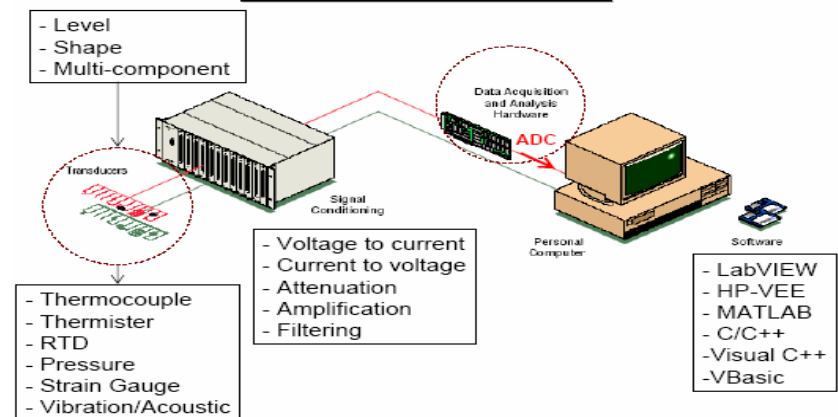 - Level
- Shape
- Multi-component
Data Acquisition
and Analysis
Hardware
ADC
Transducers
Signal
Conditioning
Personal
Computer
Software
- Voltage to current
- Current to voltage
- Attenuation
- Amplification
- Filtering
- LabVIEW
- HP-VEE
- MATLAB
- C/C++
-Visual C++
-VBasic
- Thermocouple
- Thermister
- RTD
- Pressure
- Strain Gauge
- Vibration/Acoustic